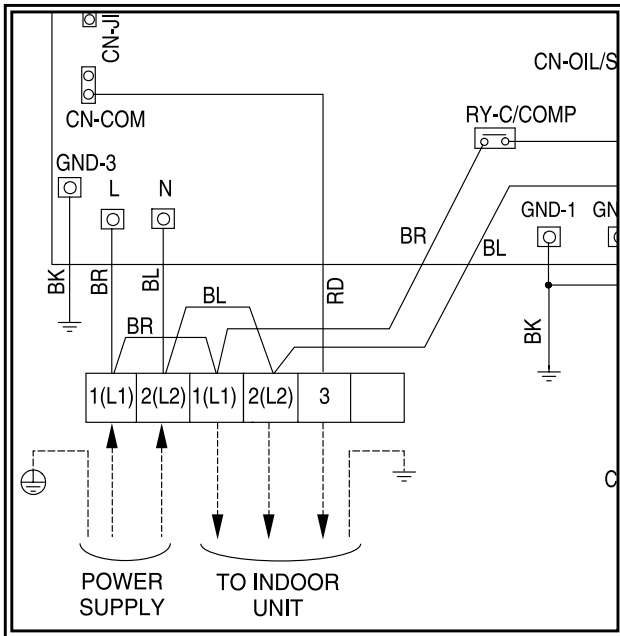 CN-JI
CN-OIL/S
CN-COM
RY-C/COMP
GND-3
L
N
GND-1
GN
BR
BL
BK
BR
BL
BL
RD
BR
BK
1(L1) 2(L2) 1(L1) 2(L2) 3
C
POWER
SUPPLY
TO INDOOR
UNIT